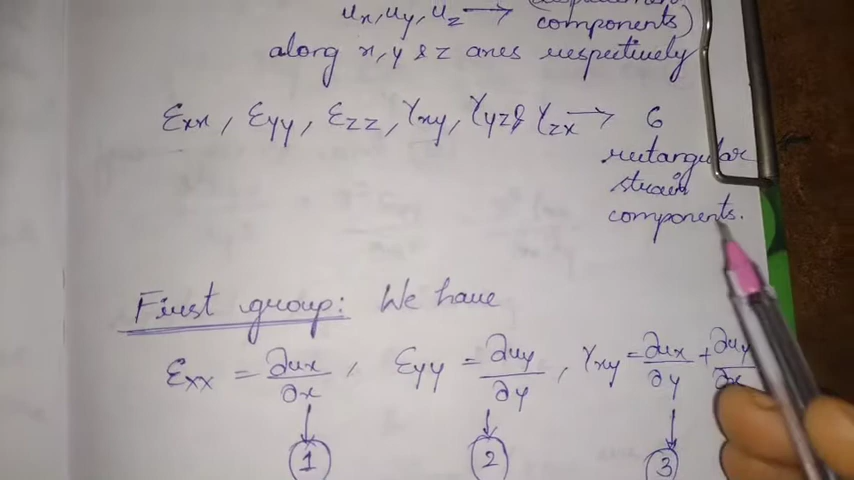 ux, uy, uz → components)
along x, y & z axes respectively
εxx, εyy, εzz, γxy, γyz & γzx → 6
rectangular
strain
components.
First group: We have
εxx = ∂ux/∂x, εyy = ∂uy/∂y, γxy = ∂ux/∂y + ∂uy/∂x
1 2 3